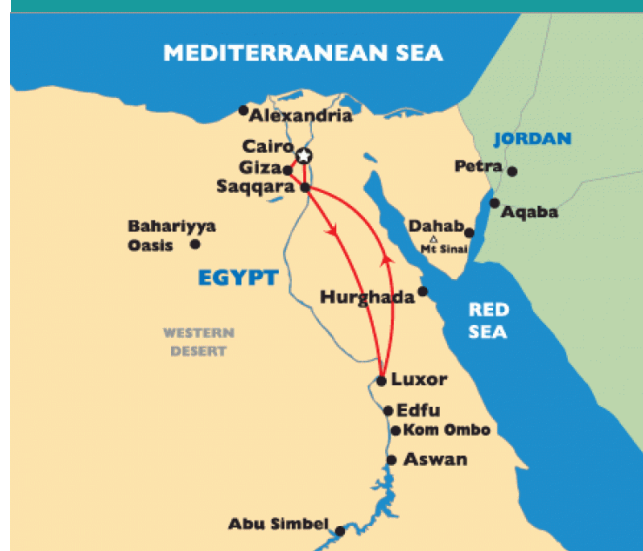 MEDITERRANEAN SEA
Alexandria
Cairo
Giza
Saqqara
JORDAN
Petra
Aqaba
Dahab
Mt Sinai
Bahariyya
Oasis
EGYPT
Hurghada
RED
SEA
WESTERN
DESERT
Luxor
Edfu
Kom Ombo
Aswan
Abu Simbel